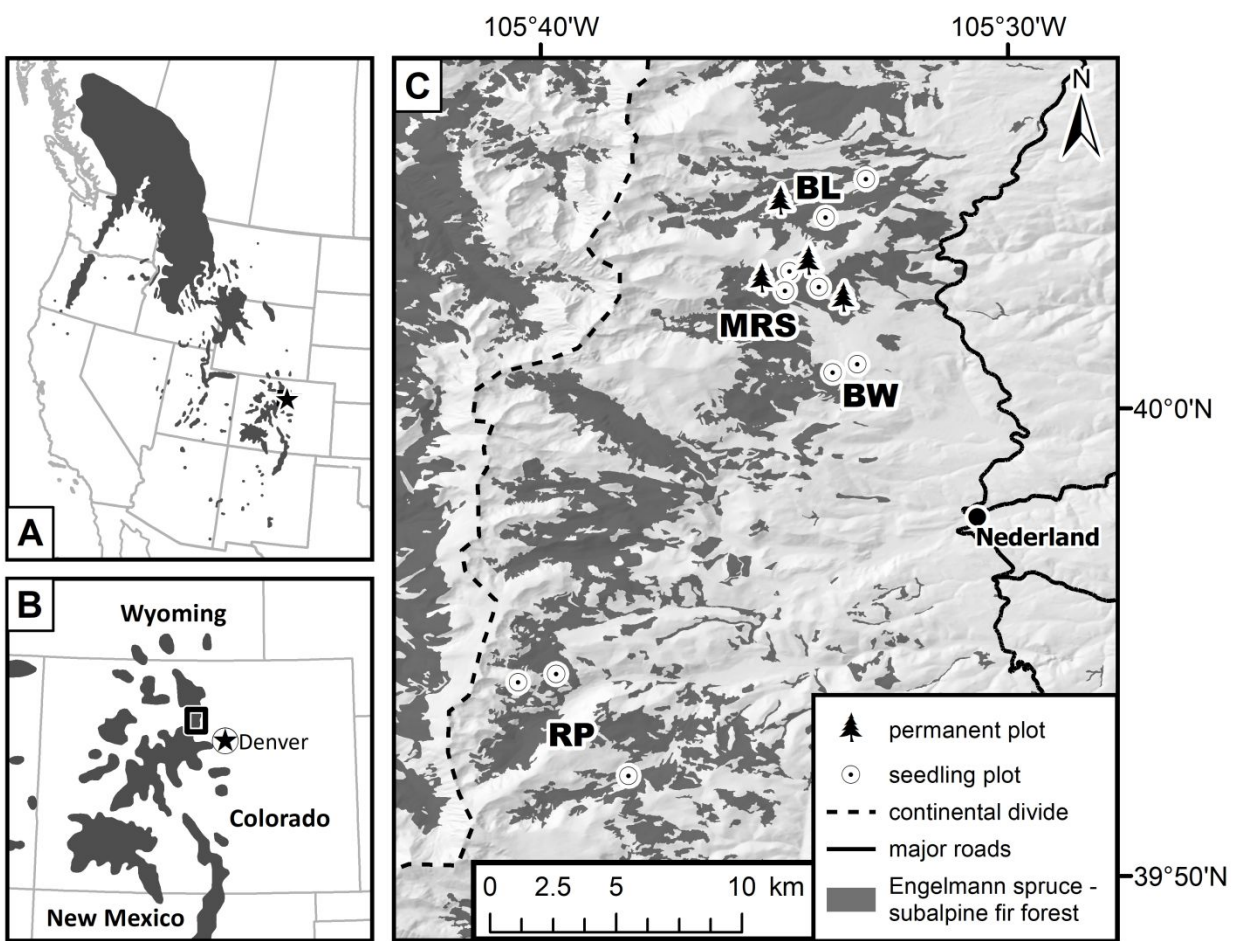 105°40'W
105°30'W
A
B
Wyoming
Denver
Colorado
New Mexico
C
N
BL
MRS
BW
40°0'N
Nederland
RP
permanent plot
seedling plot
continental divide
major roads
Engelmann spruce -
subalpine fir forest
0 2.5 5 10 km
39°50'N